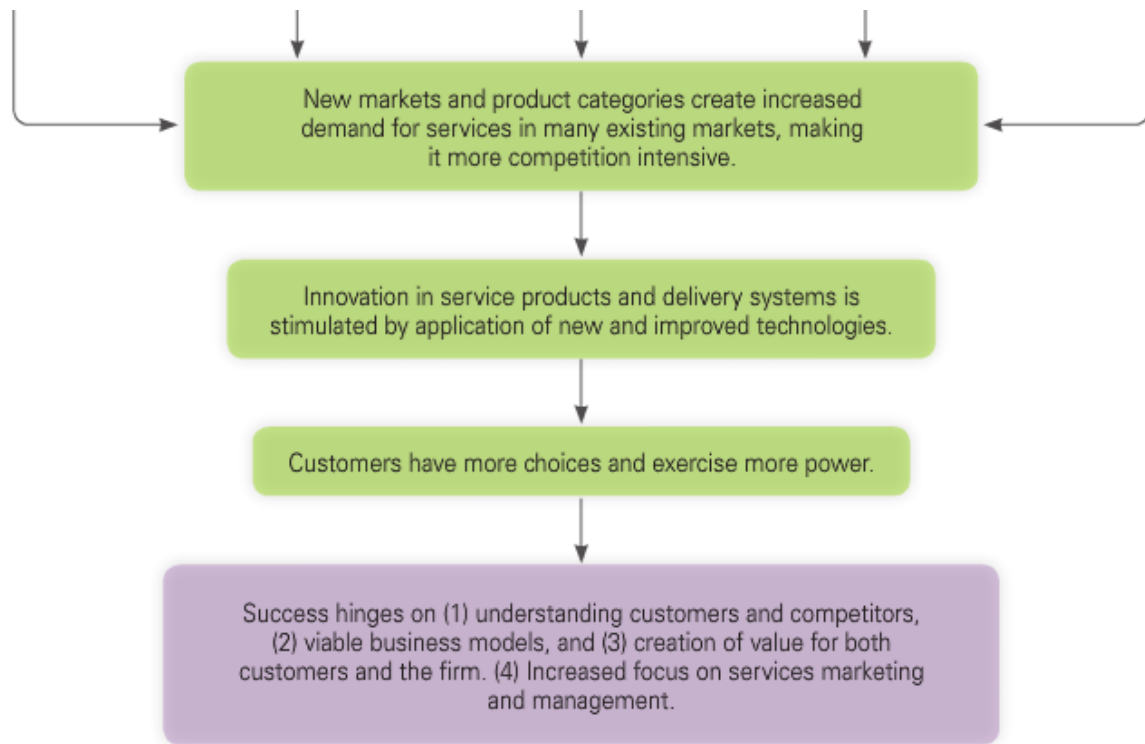 New markets and product categories create increased
demand for services in many existing markets, making
it more competition intensive.
Innovation in service products and delivery systems is
stimulated by application of new and improved technologies.
Customers have more choices and exercise more power.
Success hinges on (1) understanding customers and competitors,
(2) viable business models, and (3) creation of value for both
customers and the firm. (4) Increased focus on services marketing
and management.